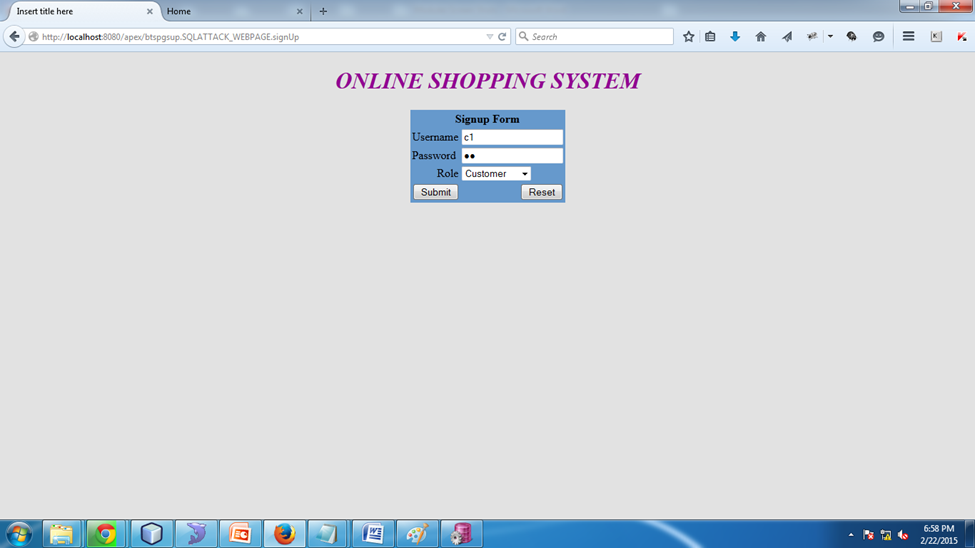 Insert title here
Home
http://localhost:8080/apex/btspgsup.SQLATTACK_WEBPAGE.signUp
Search
ONLINE SHOPPING SYSTEM
Signup Form
Username c1
Password ●●
Role Customer
Submit Reset
6:58 PM
2/22/2015